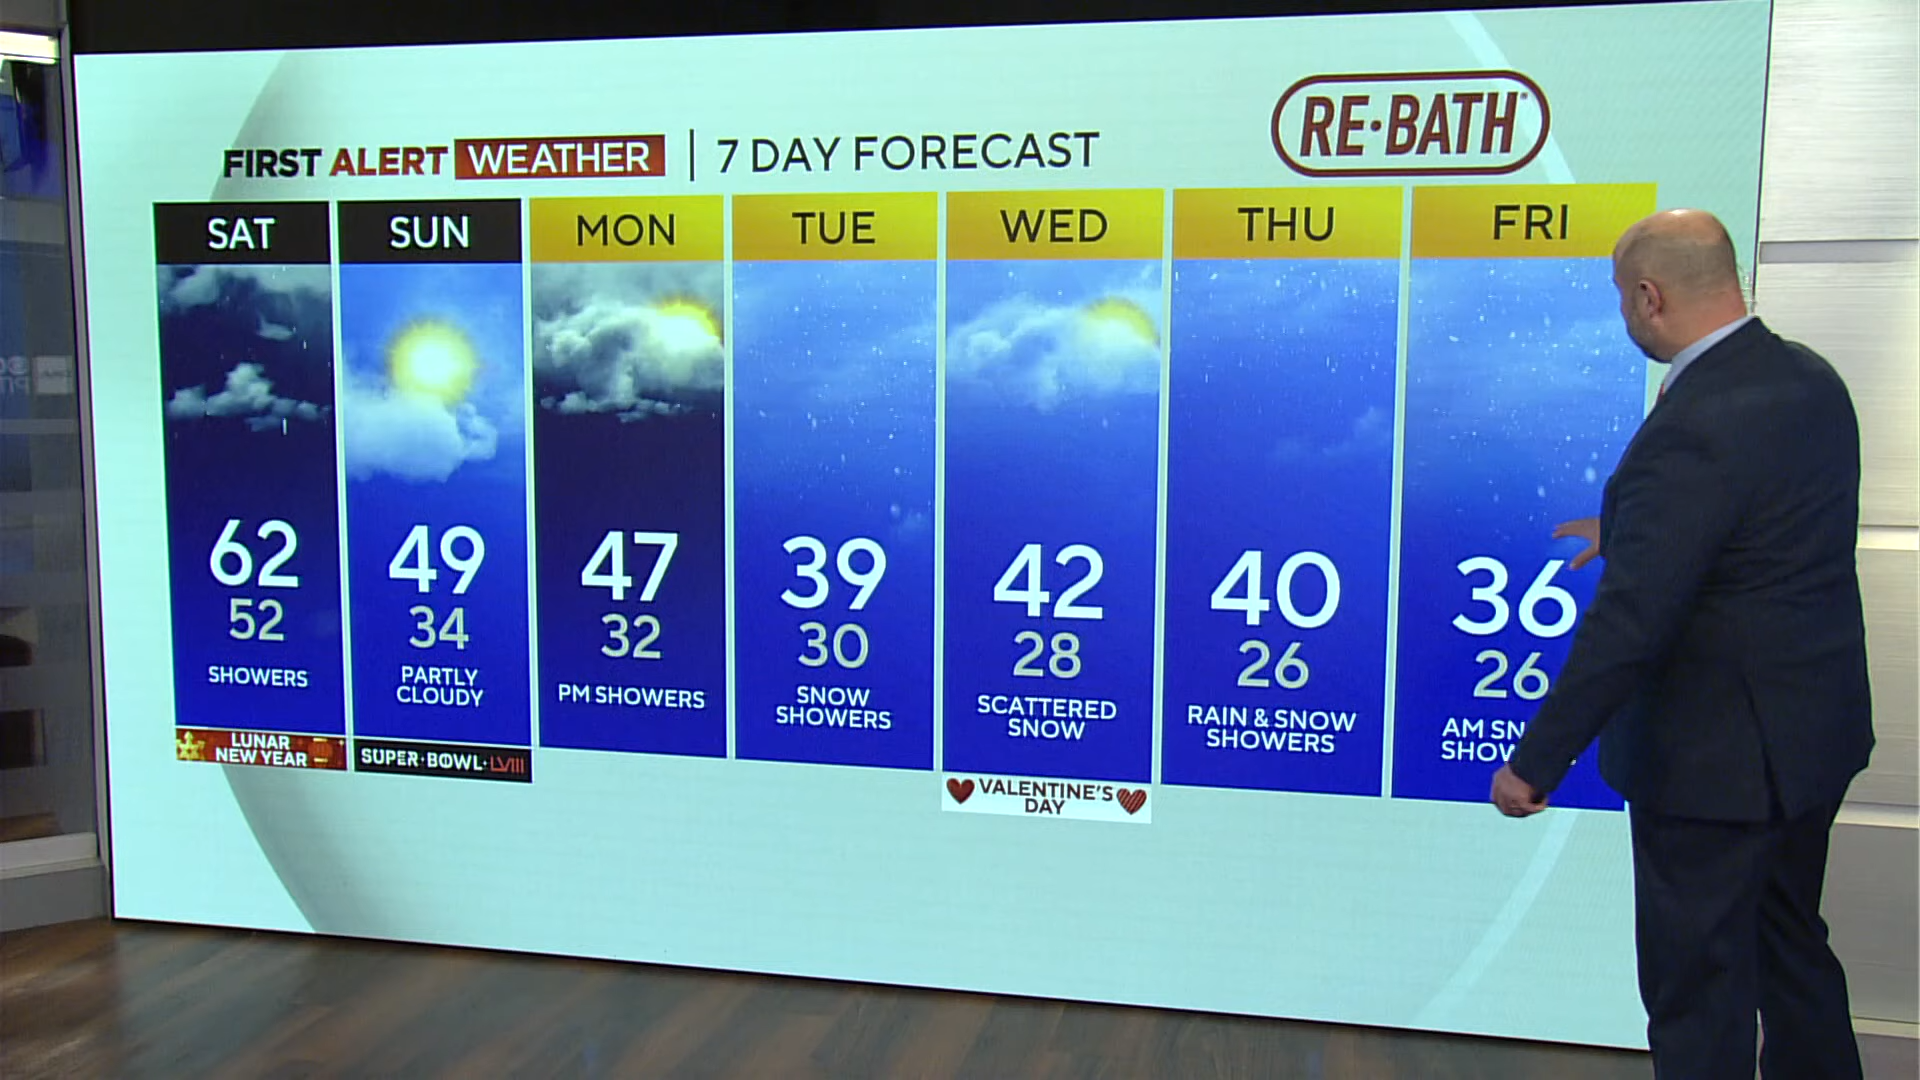 FIRST ALERT WEATHER | 7 DAY FORECAST
RE·BATH
SAT
62
52
SHOWERS
LUNAR
NEW YEAR
SUN
49
34
PARTLY
CLOUDY
SUPER·BOWL·LVIII
MON
47
32
PM SHOWERS
TUE
39
30
SNOW
SHOWERS
WED
42
28
SCATTERED
SNOW
VALENTINE'S
DAY
THU
40
26
RAIN & SNOW
SHOWERS
FRI
36
26
AM